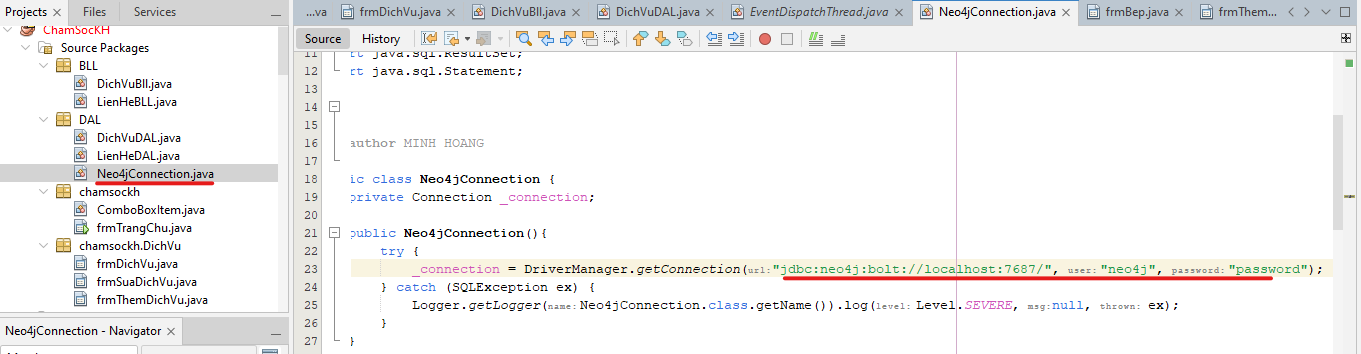 Projects × Files Services
ChamSocKH
Source Packages
BLL
DichVuBll.java
LienHeBLL.java
DAL
DichVuDAL.java
LienHeDAL.java
Neo4jConnection.java
chamsockh
ComboBoxItem.java
frmTrangChu.java
chamsockh.DichVu
frmDichVu.java
frmSuaDichVu.java
frmThemDichVu.java
Neo4jConnection - Navigator ×
...va frmDichVu.java × DichVuBll.java × DichVuDAL.java × EventDispatchThread.java × Neo4jConnection.java × frmBep.java × frmThem...
Source History
11 rt java.sql.ResultSet;
12 rt java.sql.Statement;
14
15
16 author MINH HOANG
17
18 ic class Neo4jConnection {
19 private Connection _connection;
20
21 public Neo4jConnection(){
22 try {
23 _connection = DriverManager.getConnection(url:"jdbc:neo4j:bolt://localhost:7687/", user:"neo4j", password:"password");
24 } catch (SQLException ex) {
25 Logger.getLogger(name:Neo4jConnection.class.getName()).log(level:Level.SEVERE, msg:null, thrown: ex);
26 }
27 }